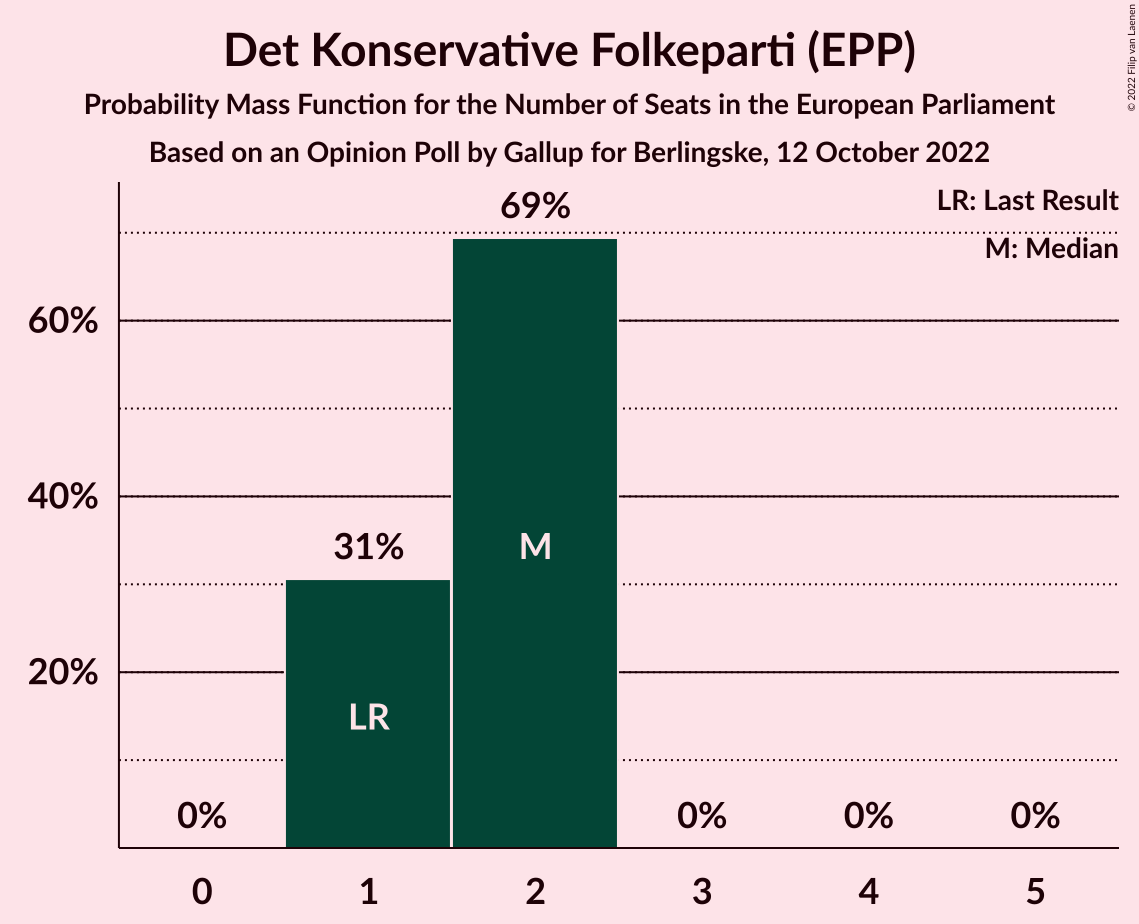 Det Konservative Folkeparti (EPP)
Probability Mass Function for the Number of Seats in the European Parliament
Based on an Opinion Poll by Gallup for Berlingske, 12 October 2022
© 2022 Filip van Laenen
LR: Last Result
M: Median
69%
60%
40%
31%
M
20%
LR
0%
0%
0%
0%
0
1
2
3
4
5